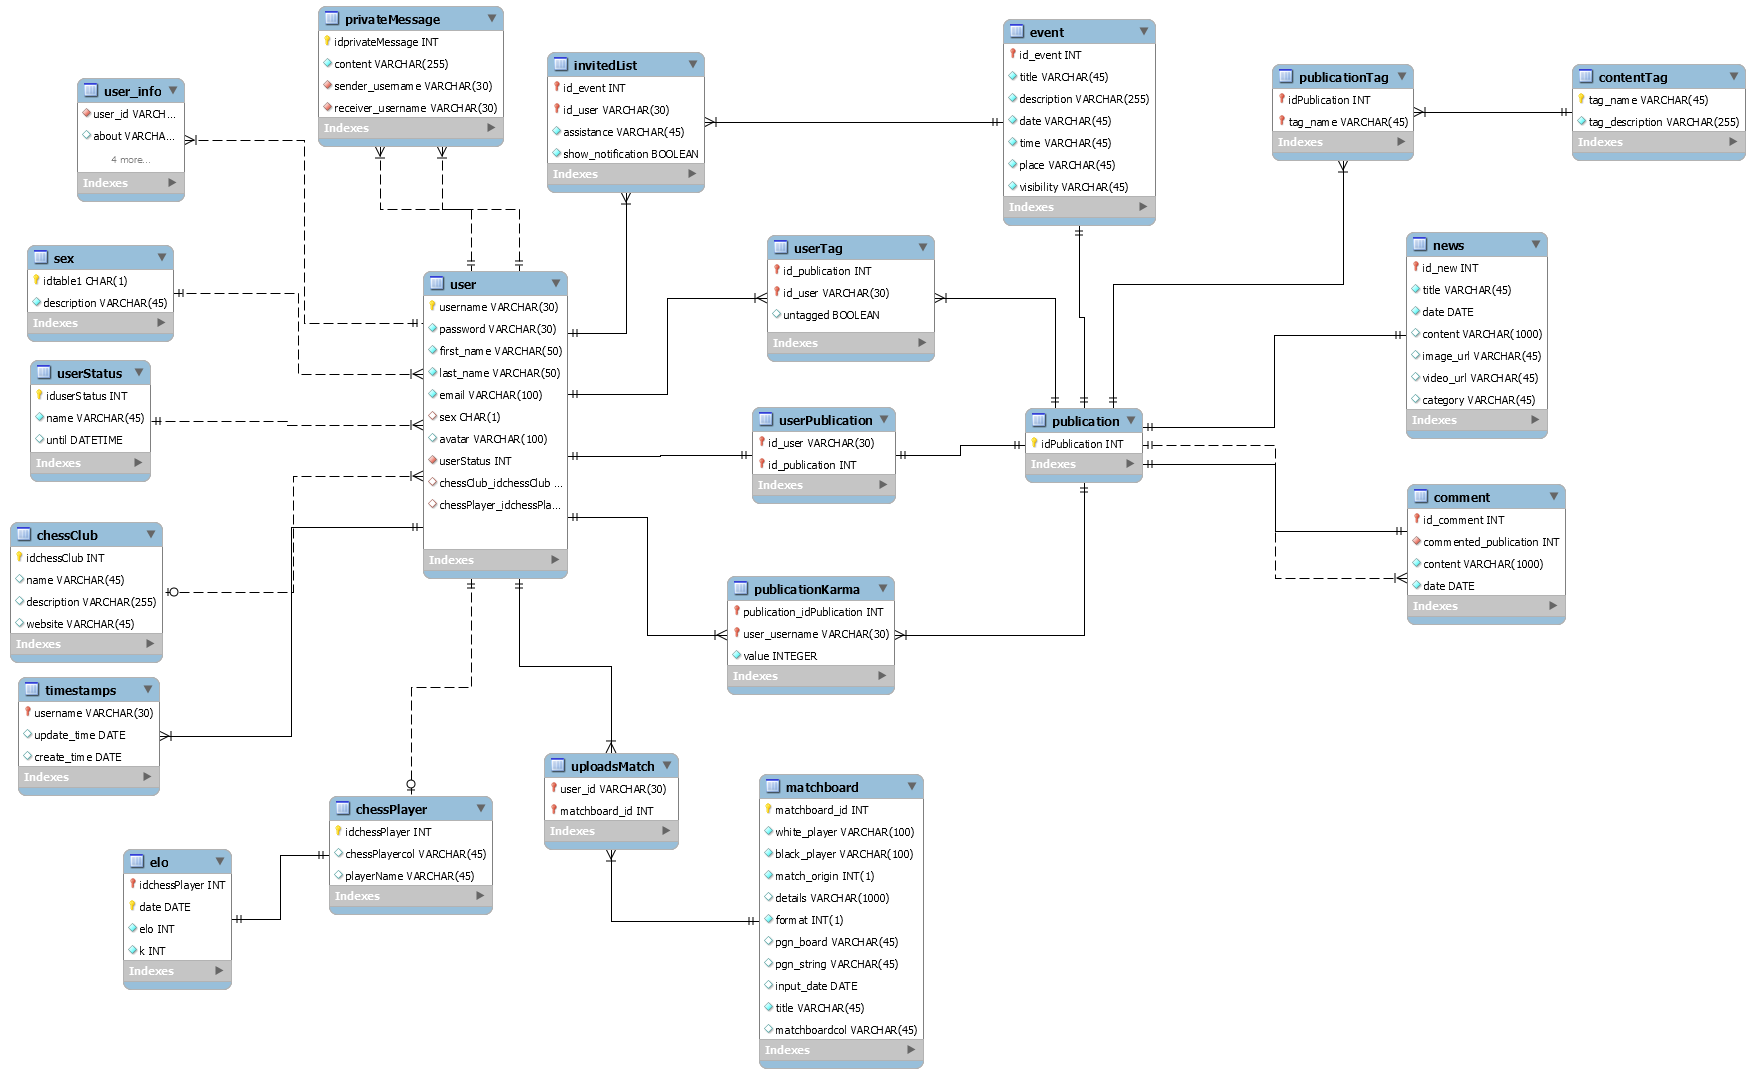 privateMessage
idprivateMessage INT
content VARCHAR(255)
sender_username VARCHAR(30)
receiver_username VARCHAR(30)
Indexes
user_info
user_id VARCH...
about VARCHA...
4 more...
Indexes
invitedList
id_event INT
id_user VARCHAR(30)
assistance VARCHAR(45)
show_notification BOOLEAN
Indexes
event
id_event INT
title VARCHAR(45)
description VARCHAR(255)
date VARCHAR(45)
time VARCHAR(45)
place VARCHAR(45)
visibility VARCHAR(45)
Indexes
publicationTag
idPublication INT
tag_name VARCHAR(45)
Indexes
contentTag
tag_name VARCHAR(45)
tag_description VARCHAR(255)
Indexes
sex
idtable1 CHAR(1)
description VARCHAR(45)
Indexes
user
username VARCHAR(30)
password VARCHAR(30)
first_name VARCHAR(50)
last_name VARCHAR(50)
email VARCHAR(100)
sex CHAR(1)
avatar VARCHAR(100)
userStatus INT
chessClub_idchessClub ...
chessPlayer_idchessPla...
Indexes
userTag
id_publication INT
id_user VARCHAR(30)
untagged BOOLEAN
Indexes
news
id_new INT
title VARCHAR(45)
date DATE
content VARCHAR(1000)
image_url VARCHAR(45)
video_url VARCHAR(45)
category VARCHAR(45)
Indexes
userStatus
iduserStatus INT
name VARCHAR(45)
until DATETIME
Indexes
userPublication
id_user VARCHAR(30)
id_publication INT
Indexes
publication
idPublication INT
Indexes
comment
id_comment INT
commented_publication INT
content VARCHAR(1000)
date DATE
Indexes
chessClub
idchessClub INT
name VARCHAR(45)
description VARCHAR(255)
website VARCHAR(45)
Indexes
publicationKarma
publication_idPublication INT
user_username VARCHAR(30)
value INTEGER
Indexes
timestamps
username VARCHAR(30)
update_time DATE
create_time DATE
Indexes
chessPlayer
idchessPlayer INT
chessPlayercol VARCHAR(45)
playerName VARCHAR(45)
Indexes
uploadsMatch
user_id VARCHAR(30)
matchboard_id INT
Indexes
matchboard
matchboard_id INT
white_player VARCHAR(100)
black_player VARCHAR(100)
match_origin INT(1)
details VARCHAR(1000)
format INT(1)
pgn_board VARCHAR(45)
pgn_string VARCHAR(45)
input_date DATE
title VARCHAR(45)
matchboardcol VARCHAR(45)
Indexes
elo
idchessPlayer INT
date DATE
elo INT
k INT
Indexes